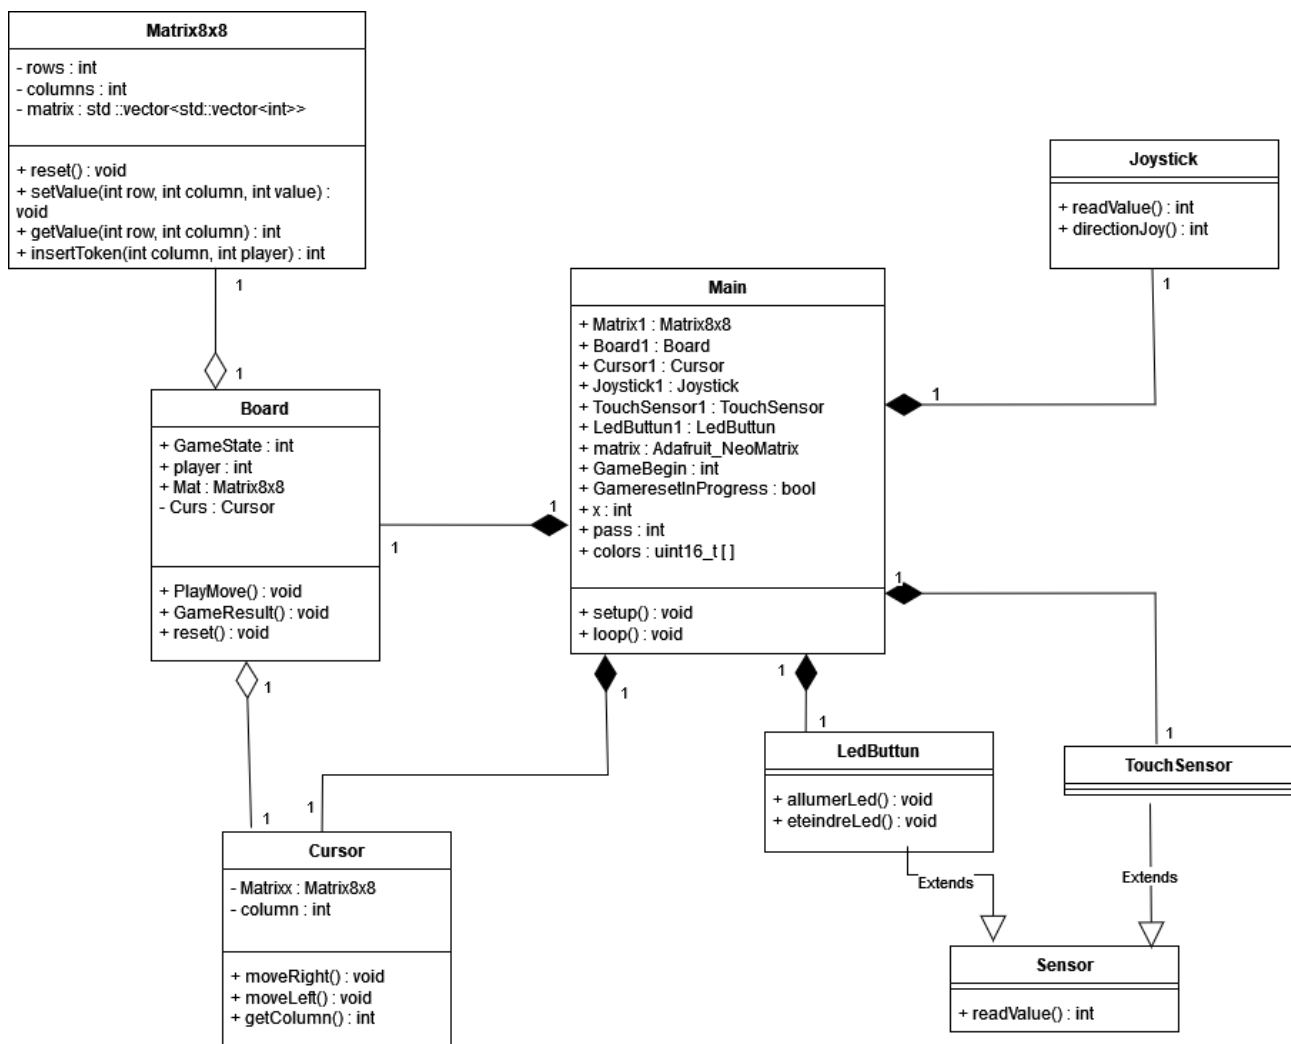 Matrix8x8
- rows : int
- columns : int
- matrix : std ::vector<std::vector<int>>
+ reset() : void
+ setValue(int row, int column, int value) :
void
+ getValue(int row, int column) : int
+ insertToken(int column, int player) : int
1
1
Board
+ GameState : int
+ player : int
+ Mat : Matrix8x8
- Curs : Cursor
+ PlayMove() : void
+ GameResult() : void
+ reset() : void
1
1
1
1
Main
+ Matrix1 : Matrix8x8
+ Board1 : Board
+ Cursor1 : Cursor
+ Joystick1 : Joystick
+ TouchSensor1 : TouchSensor
+ LedButtun1 : LedButtun
+ matrix : Adafruit_NeoMatrix
+ GameBegin : int
+ GameresetInProgress : bool
+ x : int
+ pass : int
+ colors : uint16_t [ ]
+ setup() : void
+ loop() : void
Joystick
+ readValue() : int
+ directionJoy() : int
1
1
1
1
1
1
1
1
Cursor
- Matrixx : Matrix8x8
- column : int
+ moveRight() : void
+ moveLeft() : void
+ getColumn() : int
LedButtun
+ allumerLed() : void
+ eteindreLed() : void
TouchSensor
Extends
Extends
Sensor
+ readValue() : int